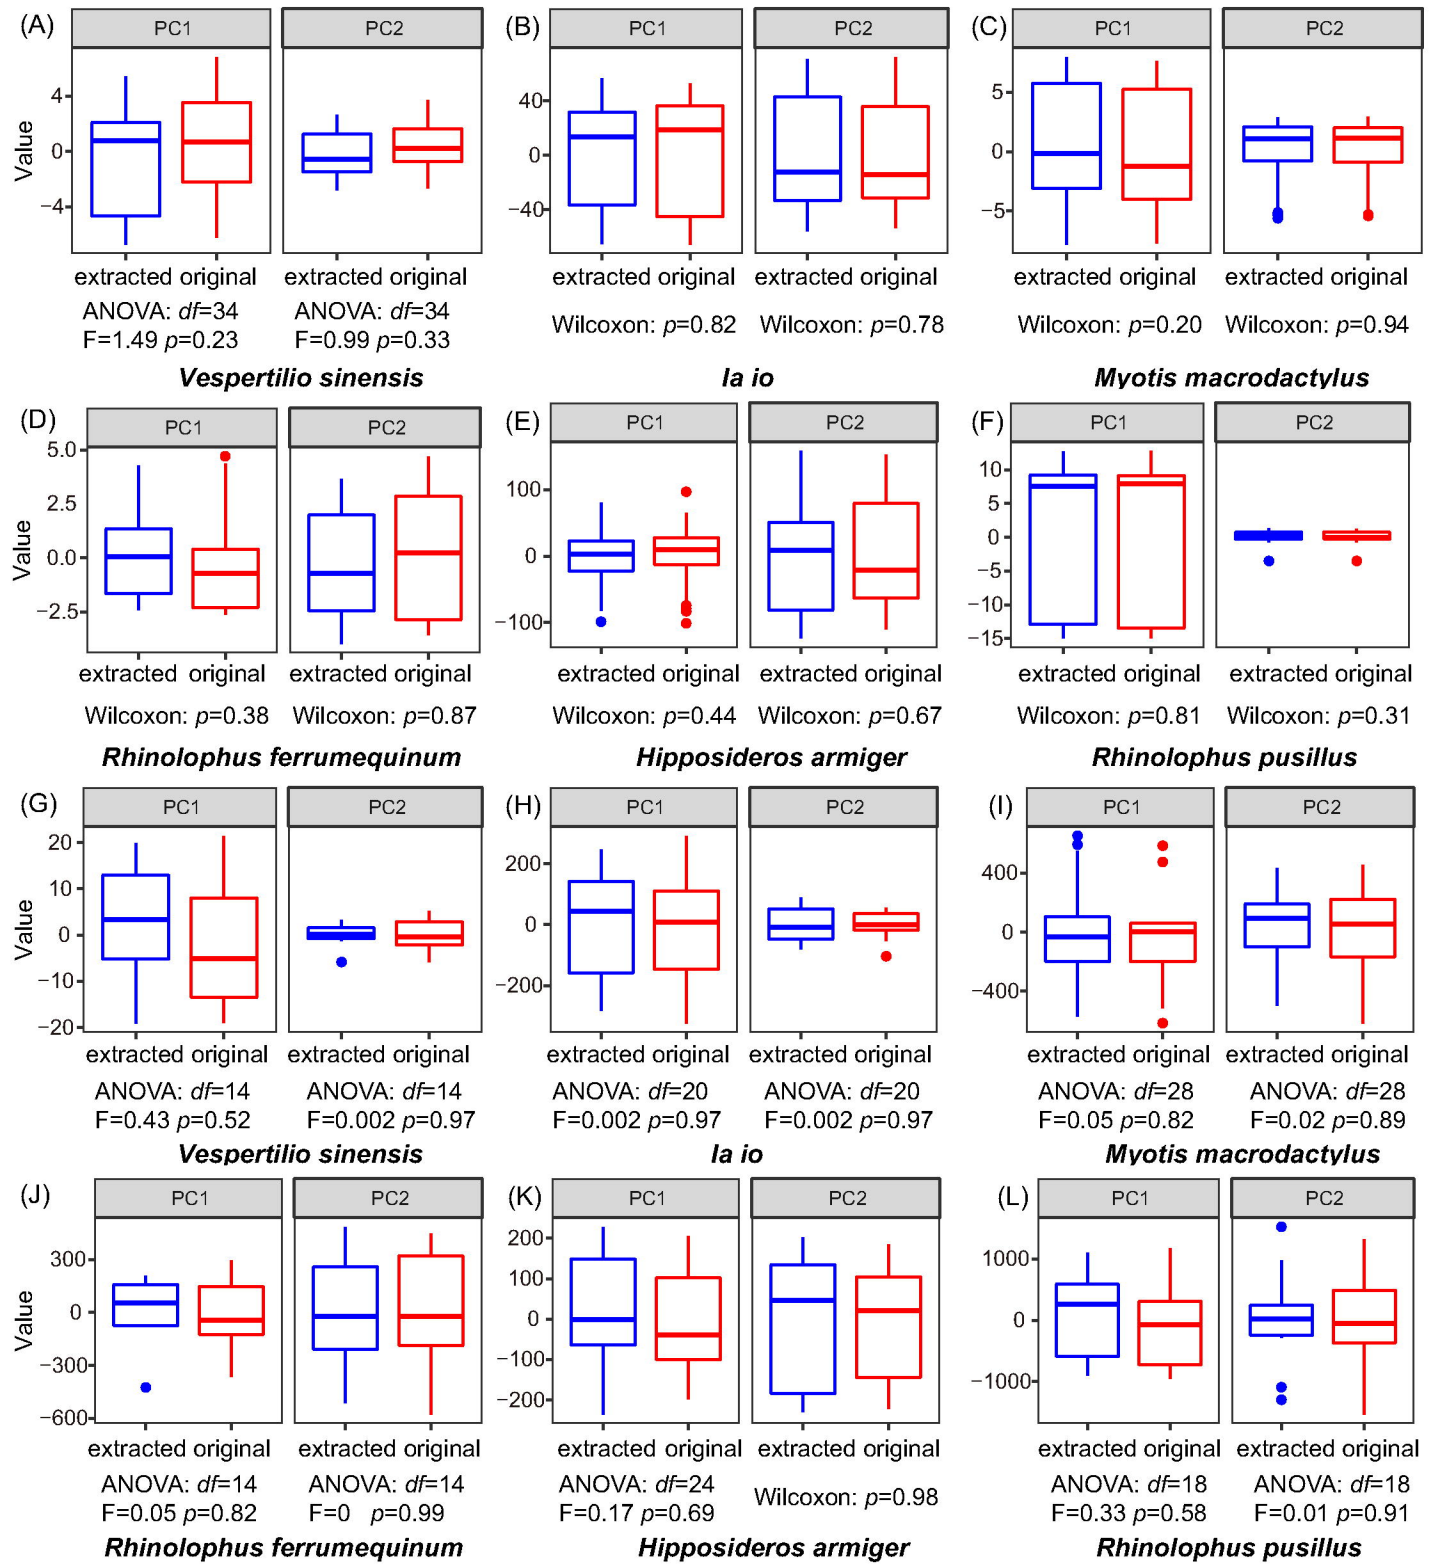 (A) PC1 PC2 (B) PC1 PC2 (C) PC1 PC2
Value
4
0
−4
40
0
−40
5
0
−5
extracted original extracted original extracted original extracted original extracted original extracted original
ANOVA: df=34 ANOVA: df=34
F=1.49 p=0.23 F=0.99 p=0.33
Wilcoxon: p=0.82 Wilcoxon: p=0.78 Wilcoxon: p=0.20 Wilcoxon: p=0.94
Vespertilio sinensis Ia io Myotis macrodactylus
(D) PC1 PC2 (E) PC1 PC2 (F) PC1 PC2
Value
5.0
2.5
0.0
−2.5
100
0
−100
10
5
0
−5
−10
−15
extracted original extracted original extracted original extracted original extracted original extracted original
Wilcoxon: p=0.38 Wilcoxon: p=0.87 Wilcoxon: p=0.44 Wilcoxon: p=0.67 Wilcoxon: p=0.81 Wilcoxon: p=0.31
Rhinolophus ferrumequinum Hipposideros armiger Rhinolophus pusillus
(G) PC1 PC2 (H) PC1 PC2 (I) PC1 PC2
Value
20
10
0
−10
−20
200
0
−200
400
0
−400
extracted original extracted original extracted original extracted original extracted original extracted original
ANOVA: df=14 ANOVA: df=14 ANOVA: df=20 ANOVA: df=20 ANOVA: df=28 ANOVA: df=28
F=0.43 p=0.52 F=0.002 p=0.97 F=0.002 p=0.97 F=0.002 p=0.97 F=0.05 p=0.82 F=0.02 p=0.89
Vespertilio sinensis Ia io Myotis macrodactylus
(J) PC1 PC2 (K) PC1 PC2 (L) PC1 PC2
Value
300
0
−300
−600
200
100
0
−100
−200
1000
0
−1000
extracted original extracted original extracted original extracted original extracted original extracted original
ANOVA: df=14 ANOVA: df=14 ANOVA: df=24 Wilcoxon: p=0.98 ANOVA: df=18 ANOVA: df=18
F=0.05 p=0.82 F=0 p=0.99 F=0.17 p=0.69 F=0.33 p=0.58 F=0.01 p=0.91
Rhinolophus ferrumequinum Hipposideros armiger Rhinolophus pusillus